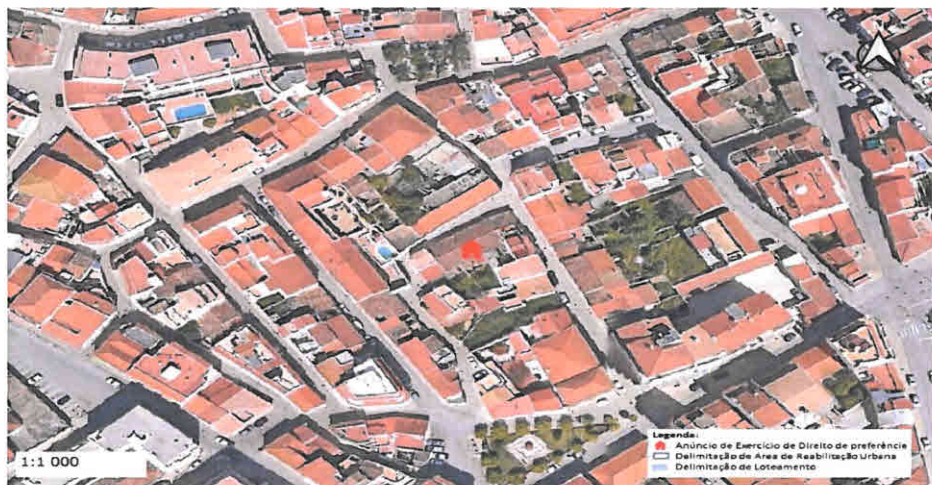 1:1 000
Legenda:
Anúncio de Exercício de Direito de preferência
Delimitação de Área de Reabilitação Urbana
Delimitação de Loteamento